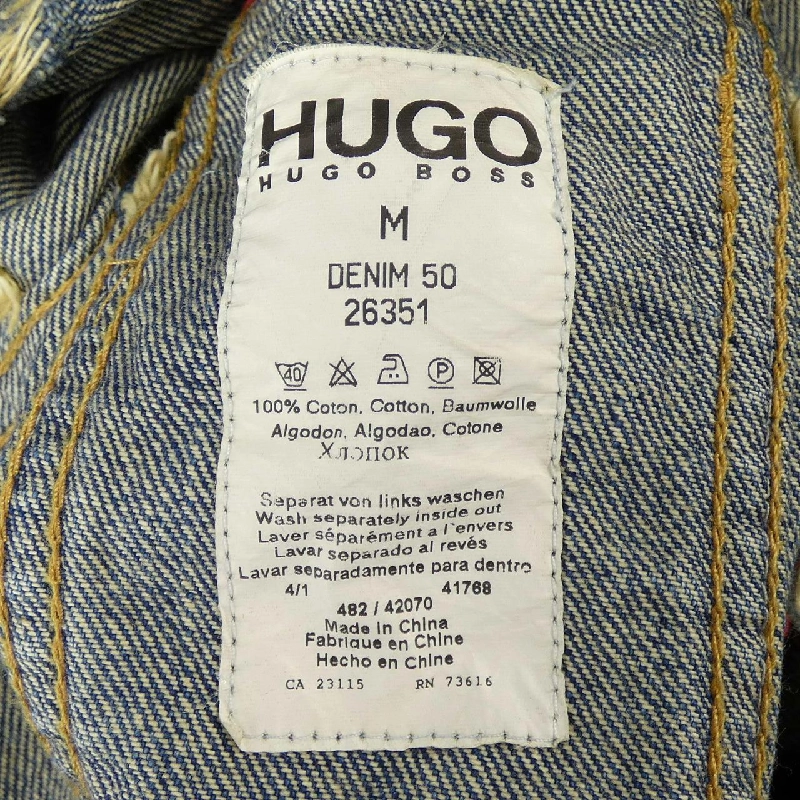 HUGO
HUGO BOSS
M
DENIM 50
26351
40 P
100% Coton, Cotton, Baumwolle
Algodon, Algodao, Cotone
Хлопок
Separat von links waschen
Wash separately inside out
Laver séparément a l'envers
Lavar separado al revés
Lavar separadamente para dentro
4/1 41768
482 / 42070
Made in China
Fabrique en Chine
Hecho en Chine
CA 23115 RN 73616